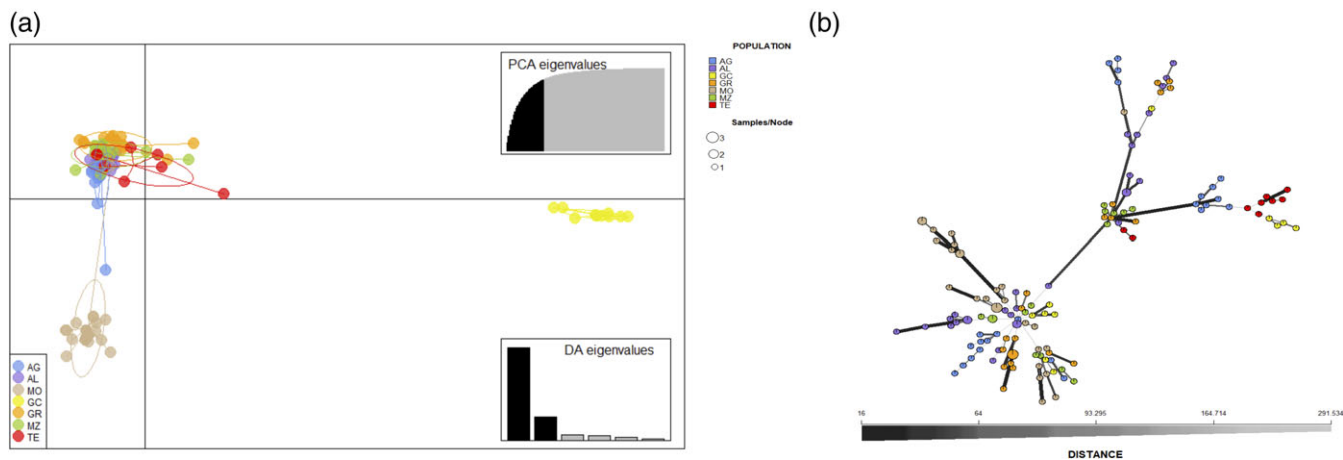 (a)
PCA eigenvalues
DA eigenvalues
AG
AL
MO
GC
GR
MZ
TE
(b)
POPULATION
AG
AL
GC
GR
MO
MZ
TE
Samples/Node
3
2
1
16 64 93.295 164.714 291.534
DISTANCE